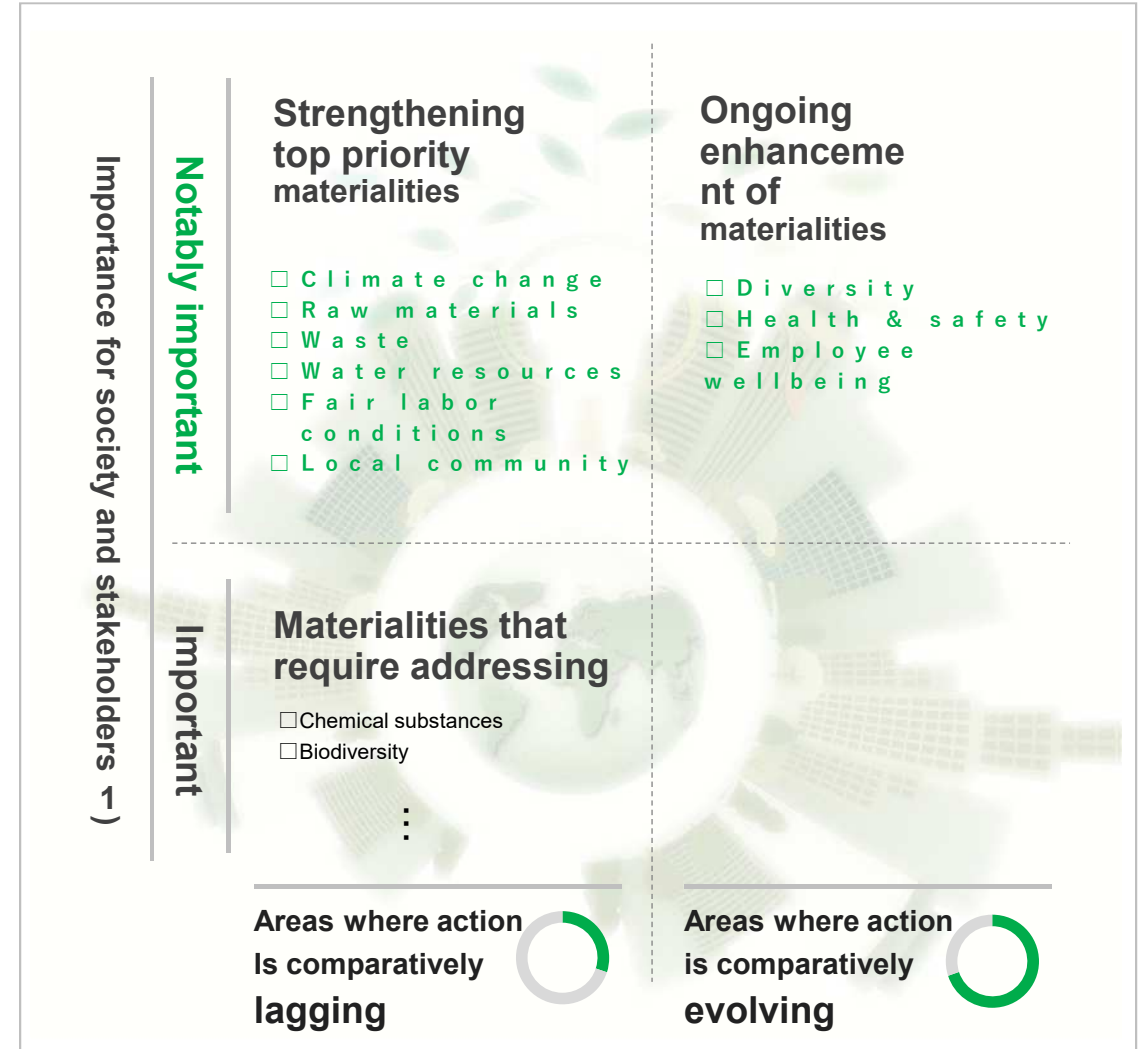 Importance for society and stakeholders 1)
Notably important
Strengthening
top priority
materialities
□ Climate change
□ Raw materials
□ Waste
□ Water resources
□ Fair labor
conditions
□ Local community
Ongoing
enhanceme
nt of
materialities
□ Diversity
□ Health & safety
□ Employee
wellbeing
Important
Materialities that
require addressing
□Chemical substances
□Biodiversity
⋮
Areas where action
Is comparatively
lagging
Areas where action
is comparatively
evolving